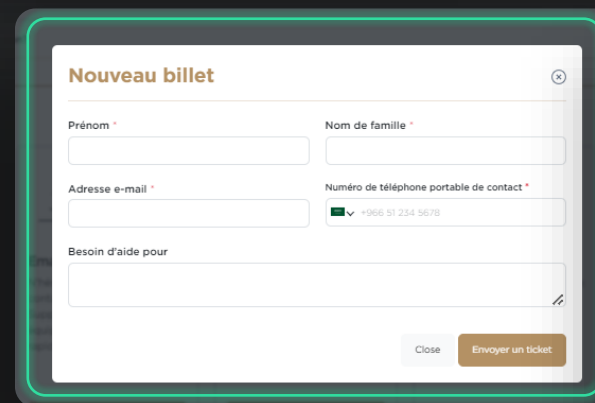 Nouveau billet
Prénom *
Nom de famille *
Adresse e-mail *
Numéro de téléphone portable de contact *
+966 51 234 5678
Besoin d'aide pour
Close
Envoyer un ticket